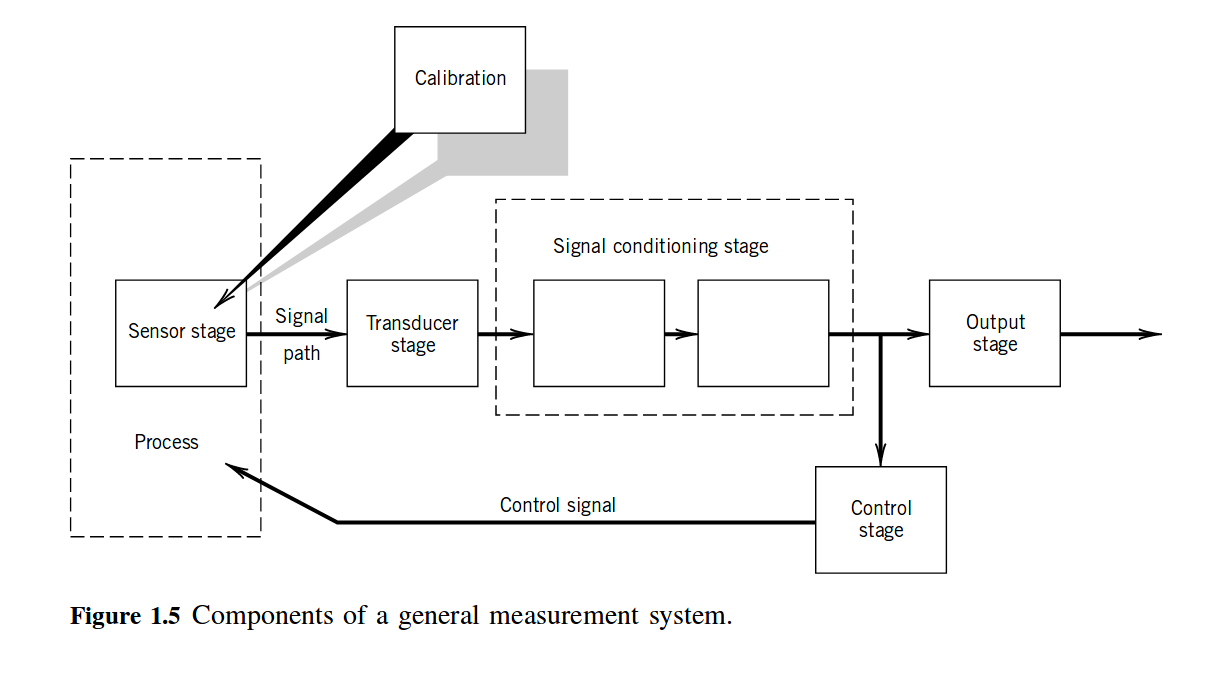 Calibration
Signal conditioning stage
Sensor stage
Signal
path
Transducer
stage
Output
stage
Process
Control signal
Control
stage
Figure 1.5 Components of a general measurement system.